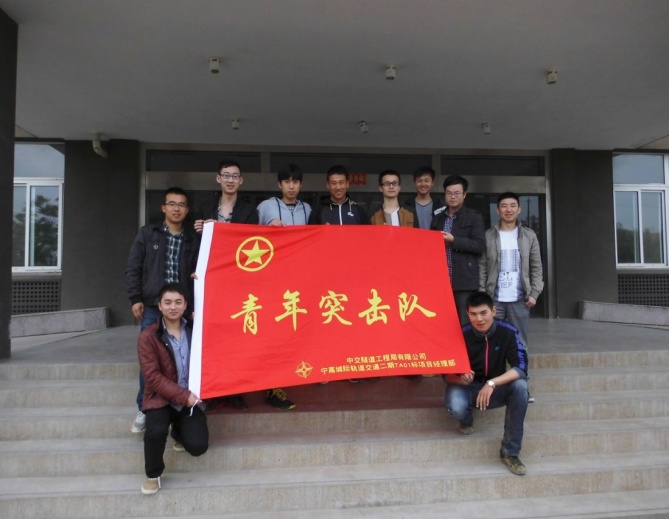 青年突击队
中交隧道工程局有限公司
宁高城际轨道交通二期TA01标项目经理部